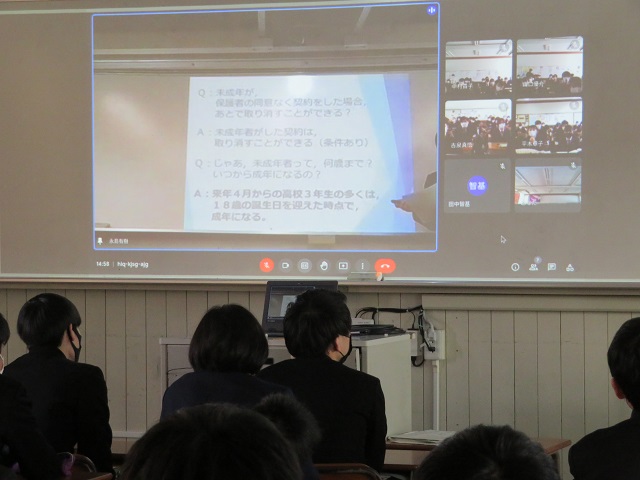 Q：未成年が，
保護者の同意なく契約をした場合，
あとで取り消すことができる？
A：未成年者がした契約は，
取り消すことができる（条件あり）
Q：じゃあ，未成年者って，何歳まで？
いつから成年になるの？
A：来年４月からの高校３年生の多くは，
１８歳の誕生日を迎えた時点で，
成年になる。
智基
14:58